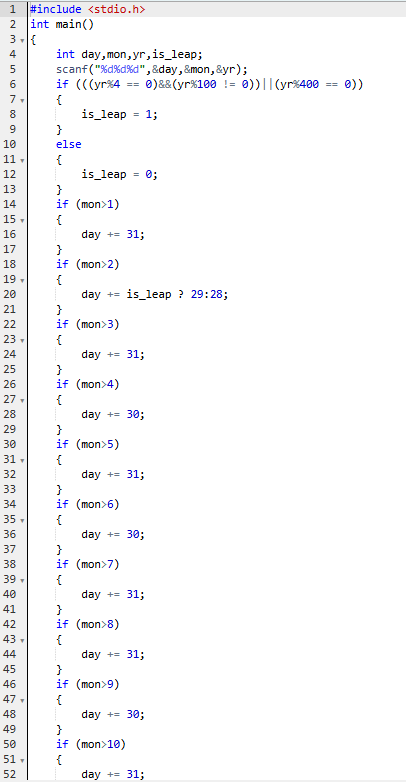 1 #include <stdio.h>
2 int main()
3 {
4     int day,mon,yr,is_leap;
5     scanf("%d%d%d",&day,&mon,&yr);
6     if (((yr%4 == 0)&&(yr%100 != 0))||(yr%400 == 0))
7     {
8         is_leap = 1;
9     }
10     else
11     {
12         is_leap = 0;
13     }
14     if (mon>1)
15     {
16         day += 31;
17     }
18     if (mon>2)
19     {
20         day += is_leap ? 29:28;
21     }
22     if (mon>3)
23     {
24         day += 31;
25     }
26     if (mon>4)
27     {
28         day += 30;
29     }
30     if (mon>5)
31     {
32         day += 31;
33     }
34     if (mon>6)
35     {
36         day += 30;
37     }
38     if (mon>7)
39     {
40         day += 31;
41     }
42     if (mon>8)
43     {
44         day += 31;
45     }
46     if (mon>9)
47     {
48         day += 30;
49     }
50     if (mon>10)
51     {
52         day += 31;